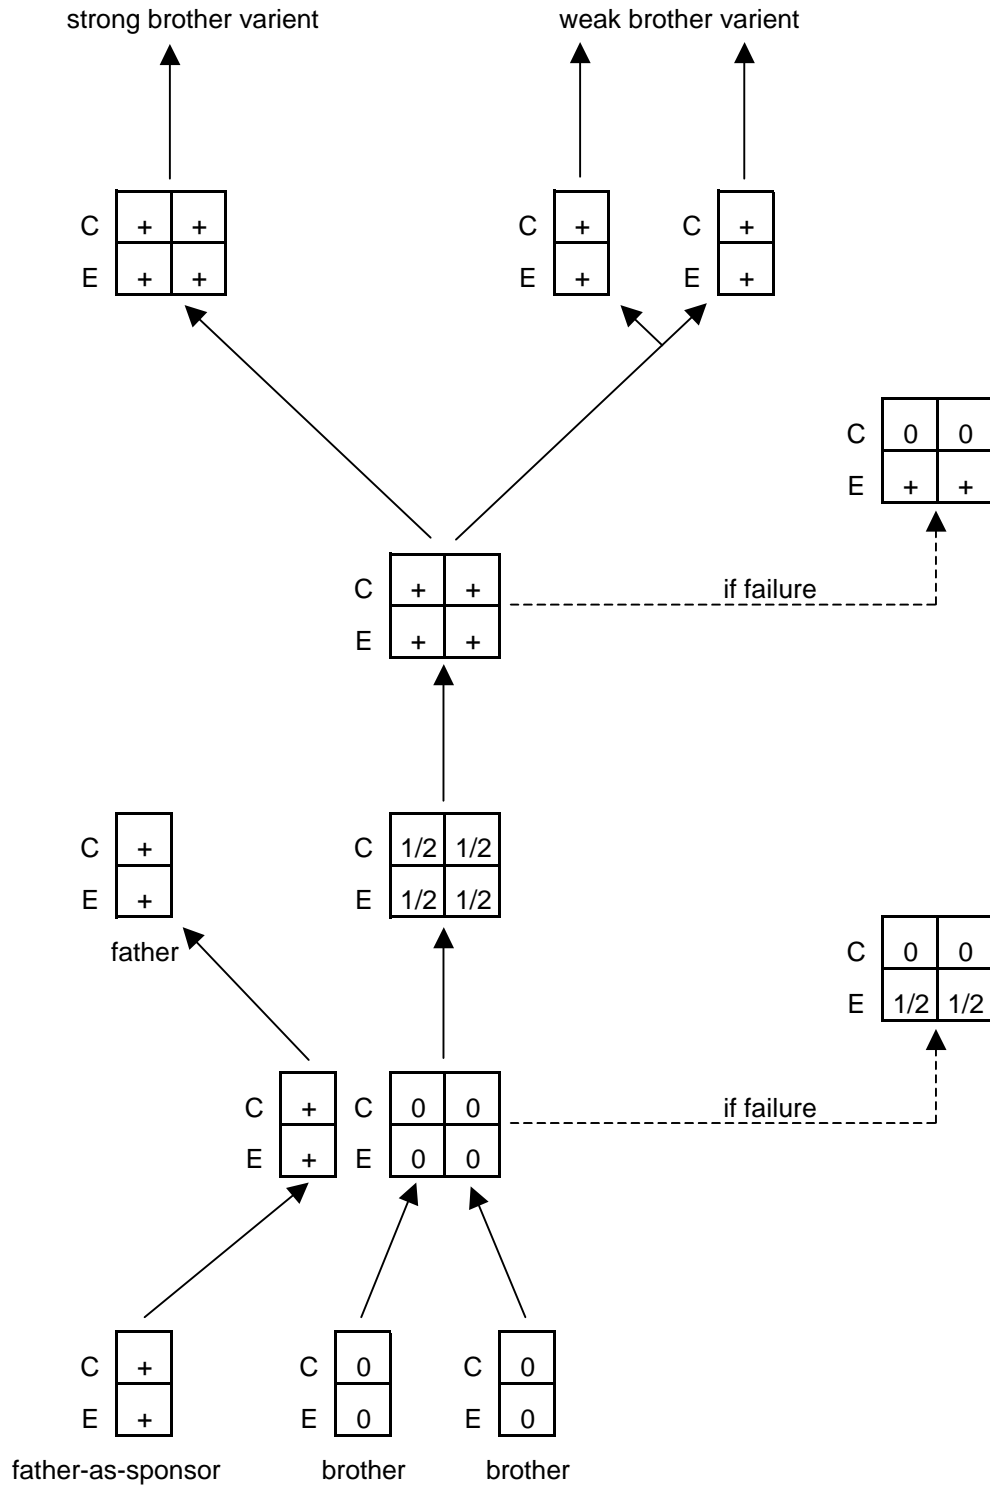 strong brother varient weak brother varient
C + + C + C +
E + + E + E +
C 0 0
E + +
C + +
if failure
E + +
C + C 1/2 1/2
E + E 1/2 1/2
father
C 0 0
E 1/2 1/2
C + C 0 0
if failure
E + E 0 0
C + C 0 C 0
E + E 0 E 0
father-as-sponsor brother brother